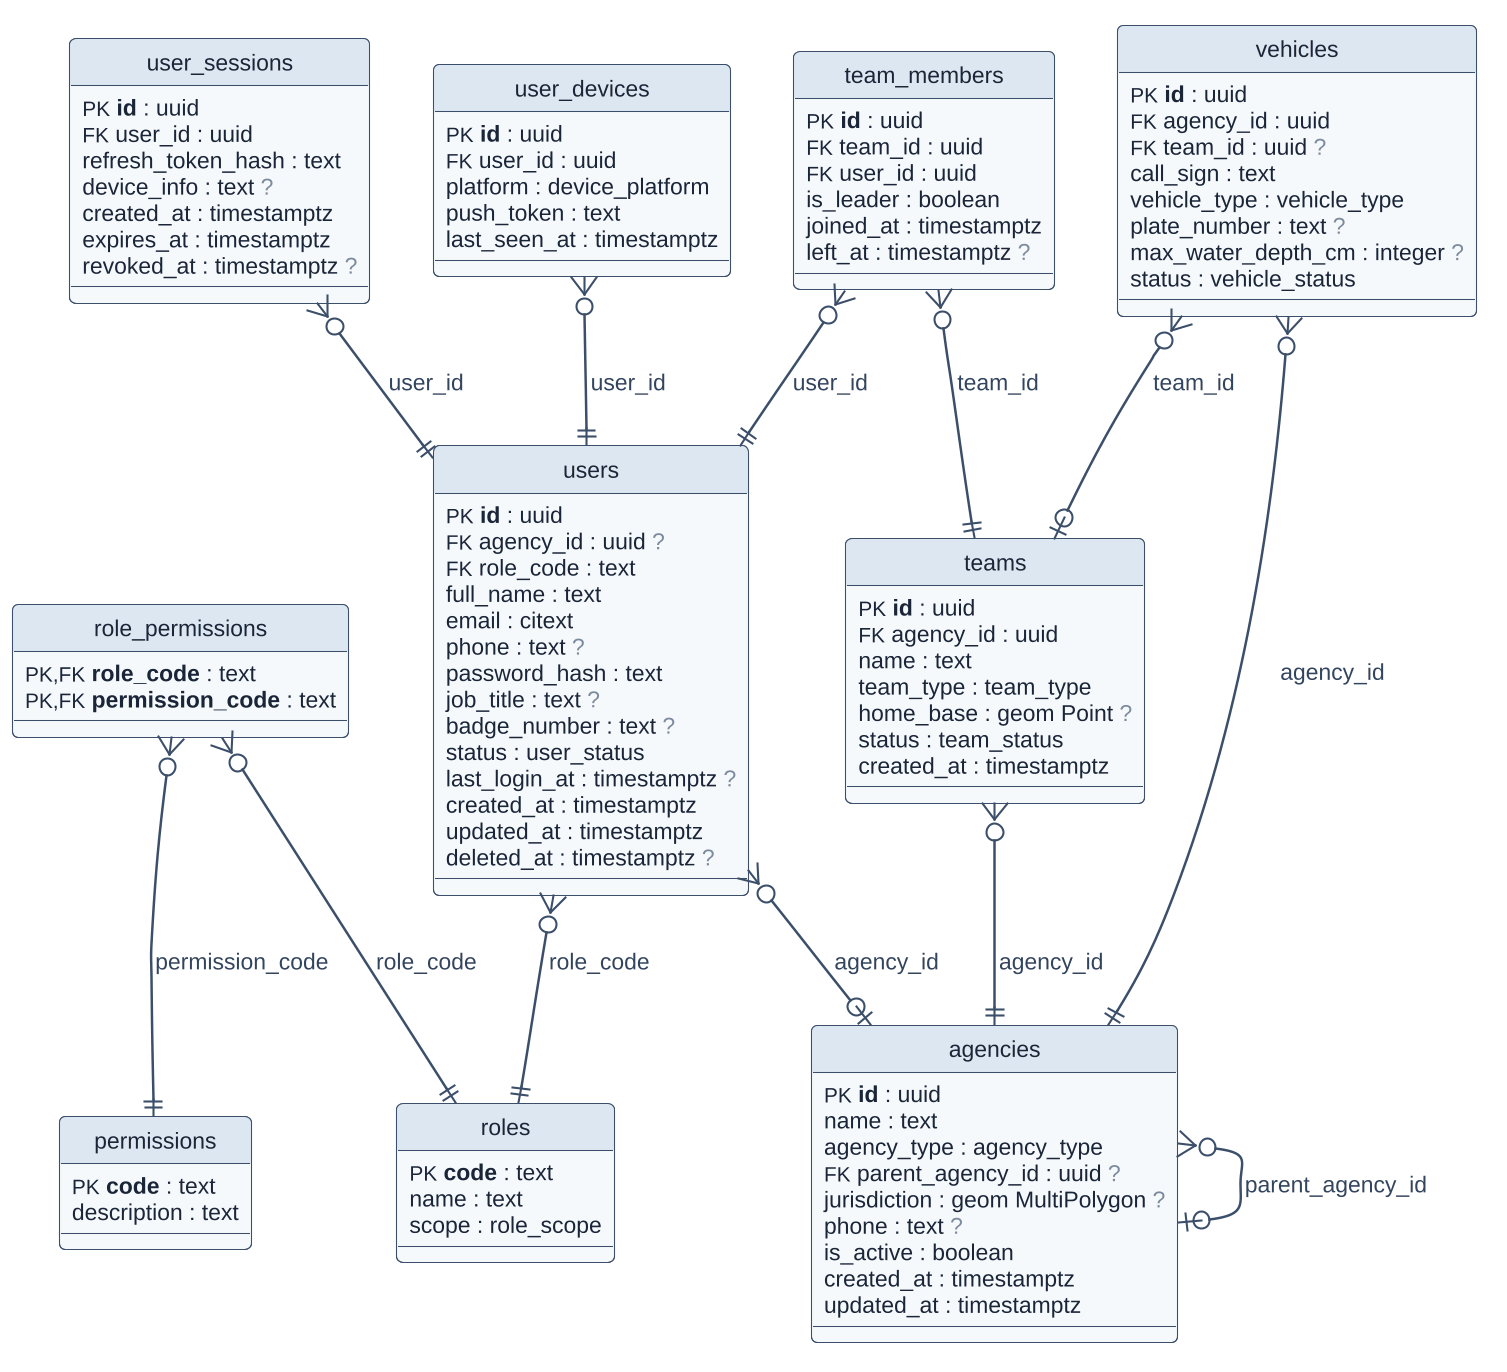 user_sessions
PK id : uuid
FK user_id : uuid
refresh_token_hash : text
device_info : text ?
created_at : timestamptz
expires_at : timestamptz
revoked_at : timestamptz ?
user_devices
PK id : uuid
FK user_id : uuid
platform : device_platform
push_token : text
last_seen_at : timestamptz
team_members
PK id : uuid
FK team_id : uuid
FK user_id : uuid
is_leader : boolean
joined_at : timestamptz
left_at : timestamptz ?
vehicles
PK id : uuid
FK agency_id : uuid
FK team_id : uuid ?
call_sign : text
vehicle_type : vehicle_type
plate_number : text ?
max_water_depth_cm : integer ?
status : vehicle_status
user_id
user_id
user_id
team_id
team_id
users
PK id : uuid
FK agency_id : uuid ?
FK role_code : text
full_name : text
email : citext
phone : text ?
password_hash : text
job_title : text ?
badge_number : text ?
status : user_status
last_login_at : timestamptz ?
created_at : timestamptz
updated_at : timestamptz
deleted_at : timestamptz ?
teams
PK id : uuid
FK agency_id : uuid
name : text
team_type : team_type
home_base : geom Point ?
status : team_status
created_at : timestamptz
role_permissions
PK,FK role_code : text
PK,FK permission_code : text
agency_id
permission_code
role_code
role_code
agency_id
agency_id
permissions
PK code : text
description : text
roles
PK code : text
name : text
scope : role_scope
agencies
PK id : uuid
name : text
agency_type : agency_type
FK parent_agency_id : uuid ?
jurisdiction : geom MultiPolygon ?
phone : text ?
is_active : boolean
created_at : timestamptz
updated_at : timestamptz
parent_agency_id